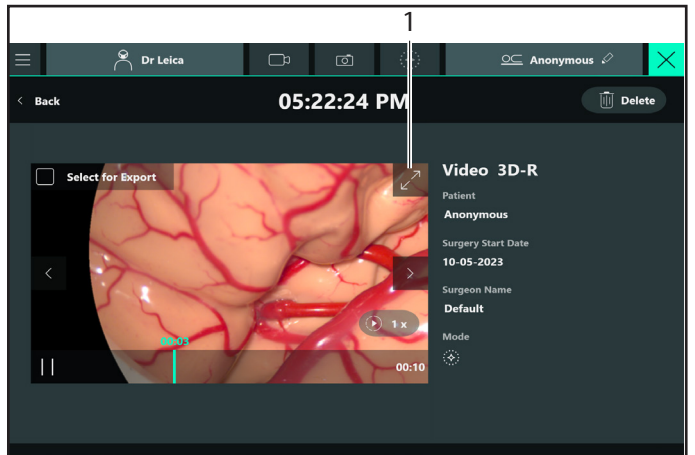 1
Dr Leica
Anonymous
Back
05:22:24 PM
Delete
Select for Export
Video 3D-R
Patient
Anonymous
Surgery Start Date
10-05-2023
Surgeon Name
Default
Mode
1 x
00:03
00:10